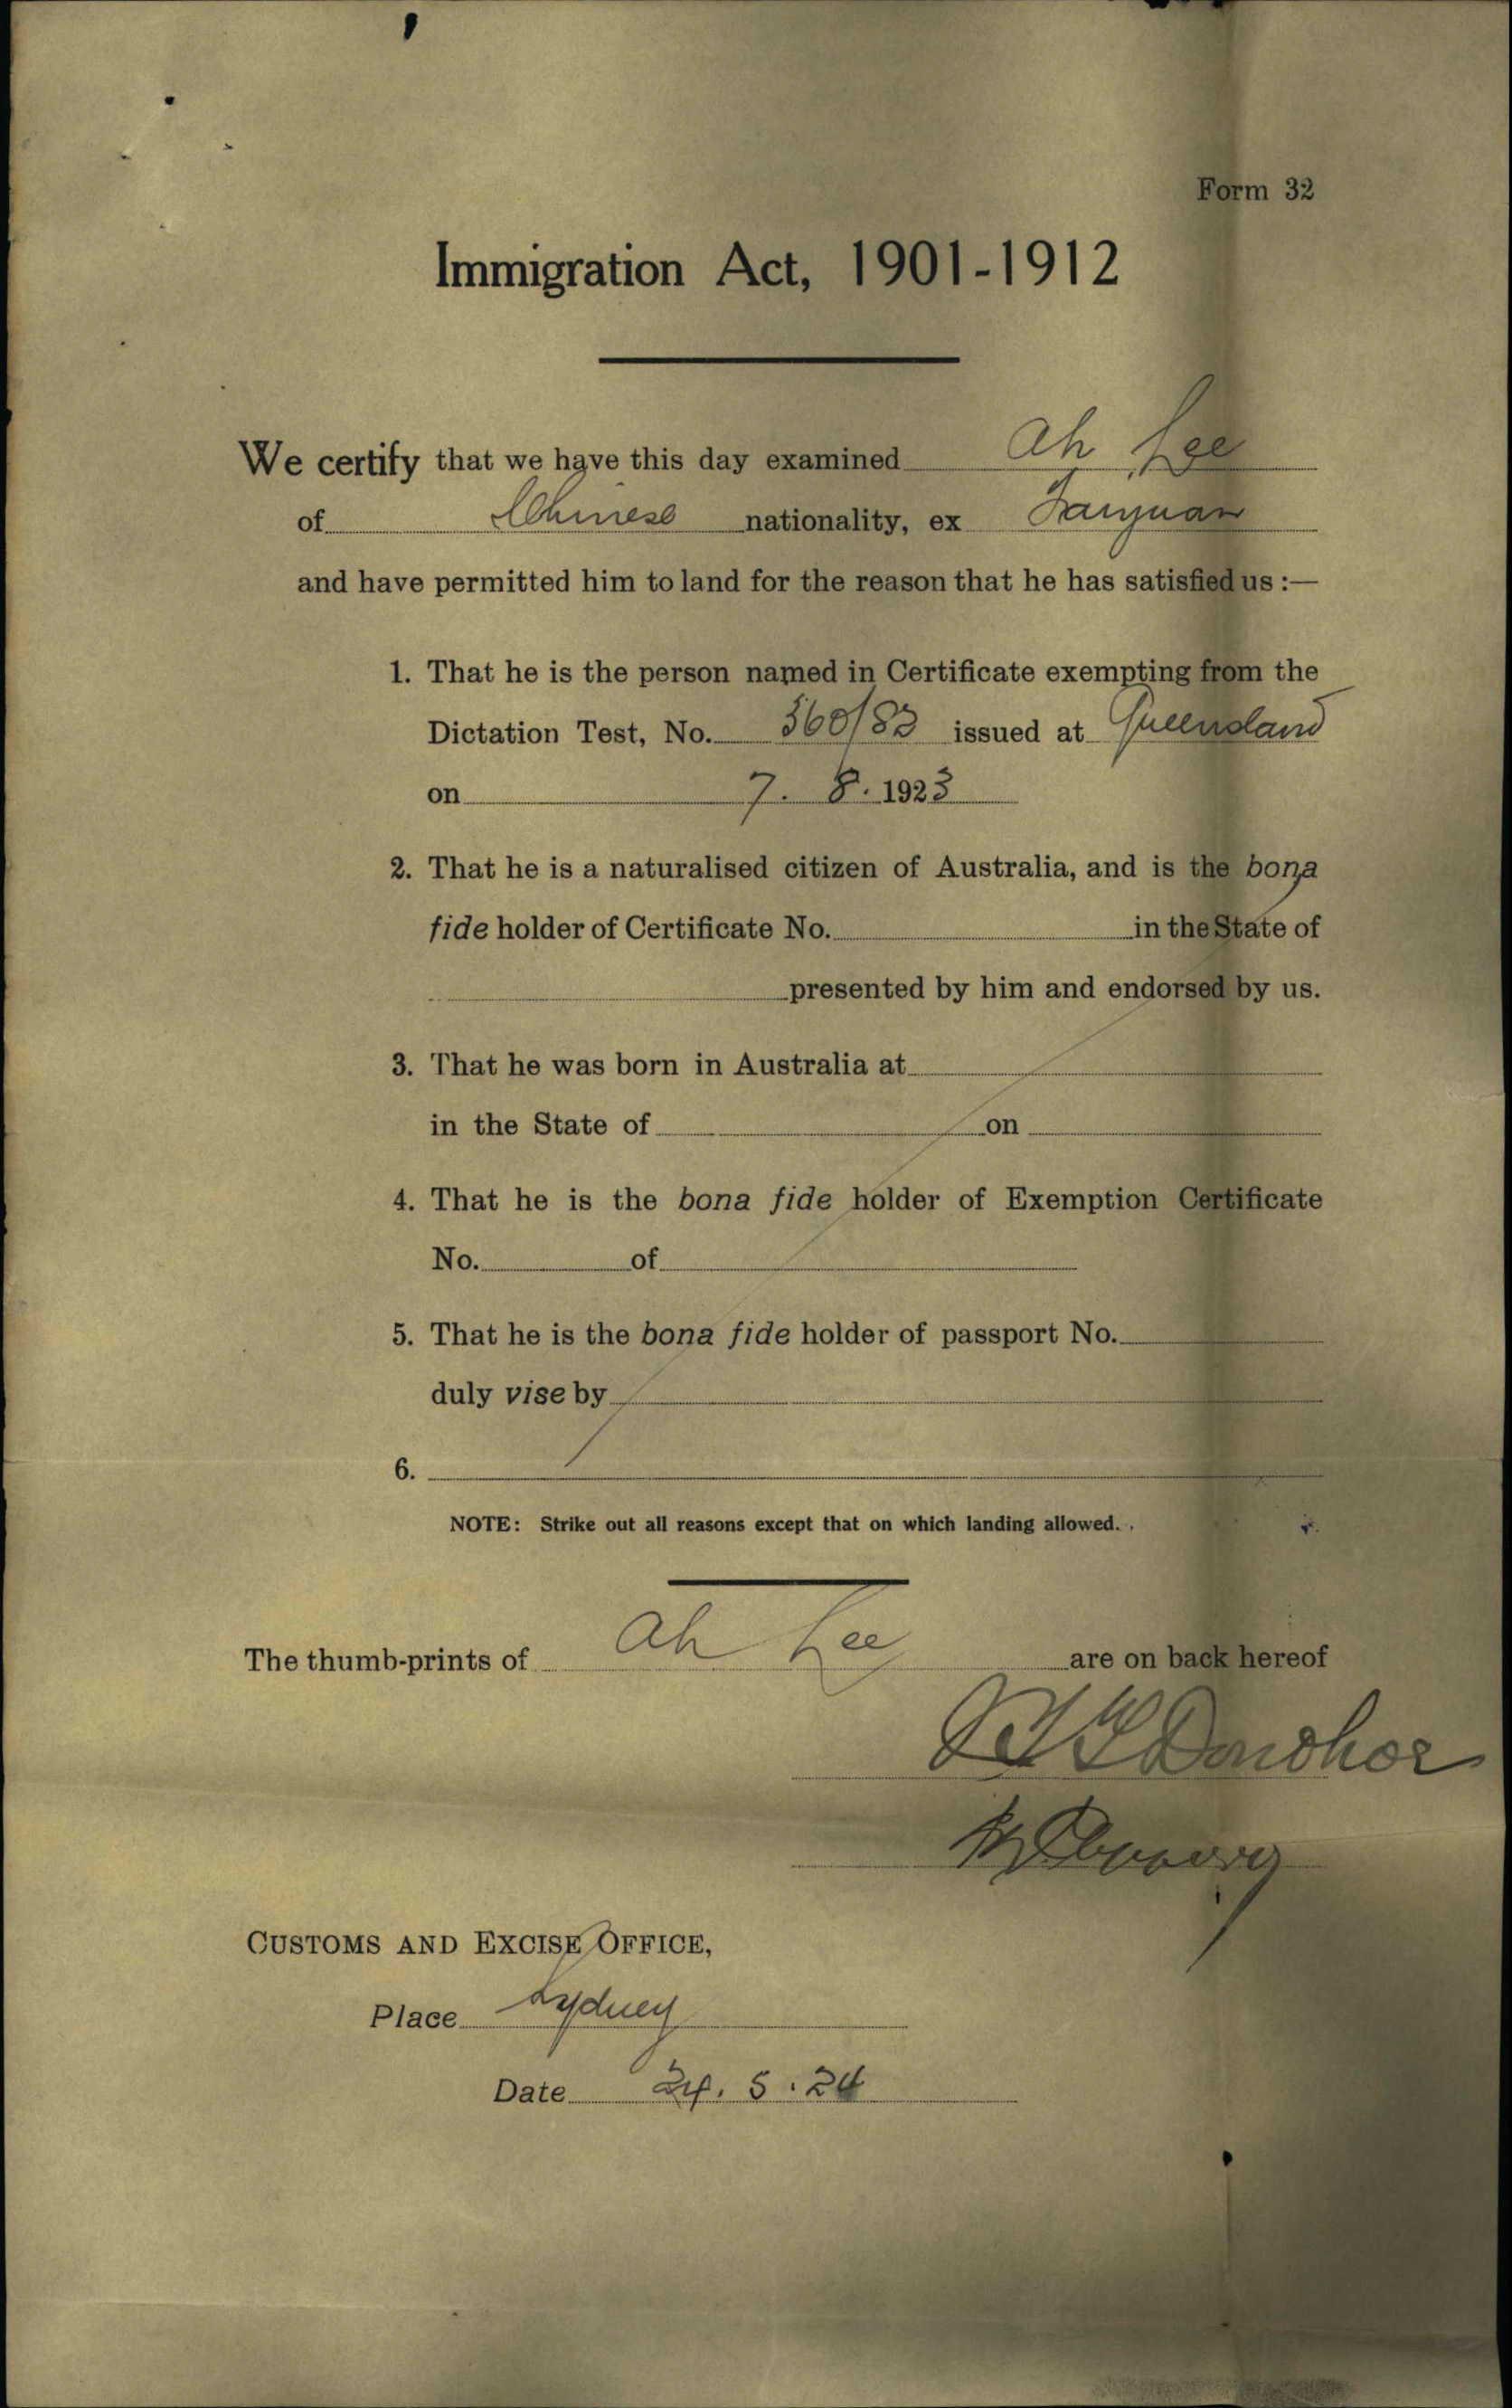 Form 32
Immigration Act, 1901-1912
We certify that we have this day examined Ah Lee
of Chinese nationality, ex Taiyuan
and have permitted him to land for the reason that he has satisfied us :—
1. That he is the person named in Certificate exempting from the
Dictation Test, No. 360/83 issued at Queensland
on 7. 8. 1923
2. That he is a naturalised citizen of Australia, and is the bona
fide holder of Certificate No. in the State of
presented by him and endorsed by us.
3. That he was born in Australia at
in the State of on
4. That he is the bona fide holder of Exemption Certificate
No. of
5. That he is the bona fide holder of passport No.
duly vise by
6.
NOTE: Strike out all reasons except that on which landing allowed.
The thumb-prints of Ah Lee are on back hereof
Donohoe
CUSTOMS AND EXCISE OFFICE,
Place Sydney
Date 24. 5. 24